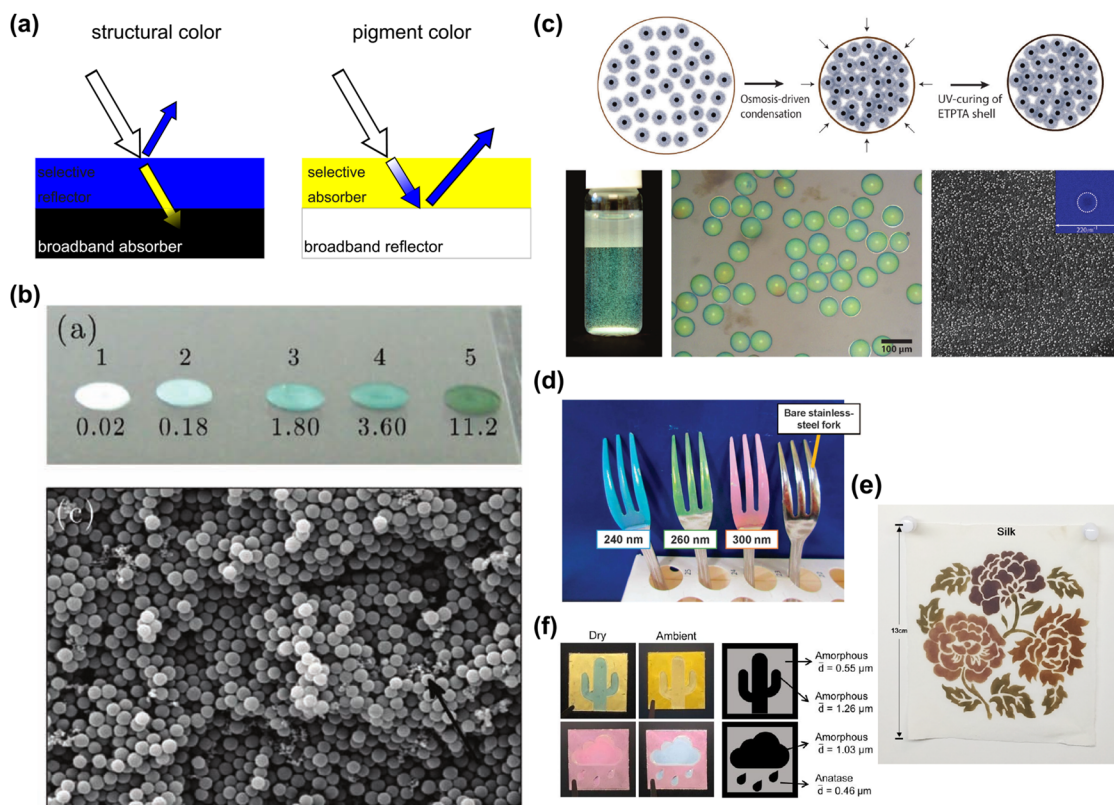 (a)
structural color
pigment color
selective
reflector
broadband absorber
selective
absorber
broadband reflector
(b)
(a)
1 2 3 4 5
0.02 0.18 1.80 3.60 11.2
(c)
(c)
Osmosis-driven
condensation
UV-curing of
ETPTA shell
100 µm
220µm⁻¹
(d)
Bare stainless-
steel fork
240 nm
260 nm
300 nm
(e)
Silk
13cm
(f)
Dry
Ambient
Amorphous
d̄ = 0.55 µm
Amorphous
d̄ = 1.26 µm
Amorphous
d̄ = 1.03 µm
Anatase
d̄ = 0.46 µm